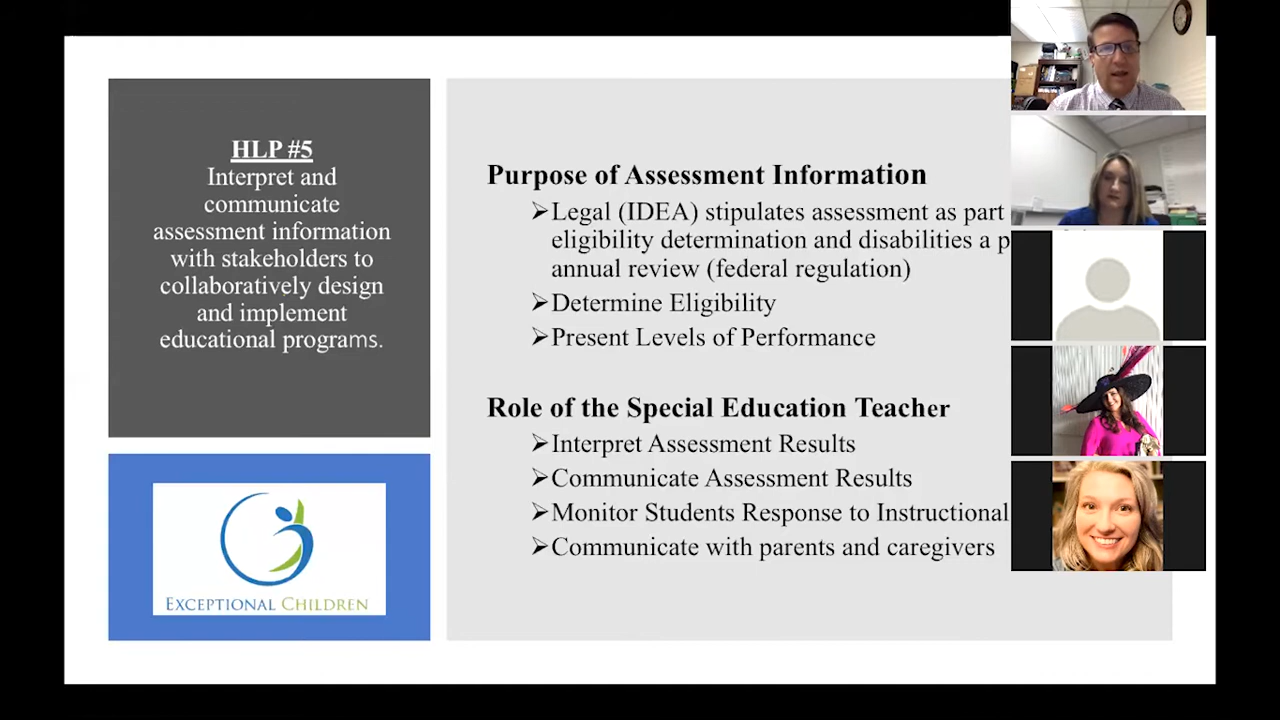 HLP #5
Interpret and
communicate
assessment information
with stakeholders to
collaboratively design
and implement
educational programs.
EXCEPTIONAL CHILDREN
Purpose of Assessment Information
➢Legal (IDEA) stipulates assessment as part
eligibility determination and disabilities a p
annual review (federal regulation)
➢Determine Eligibility
➢Present Levels of Performance
Role of the Special Education Teacher
➢Interpret Assessment Results
➢Communicate Assessment Results
➢Monitor Students Response to Instructional
➢Communicate with parents and caregivers